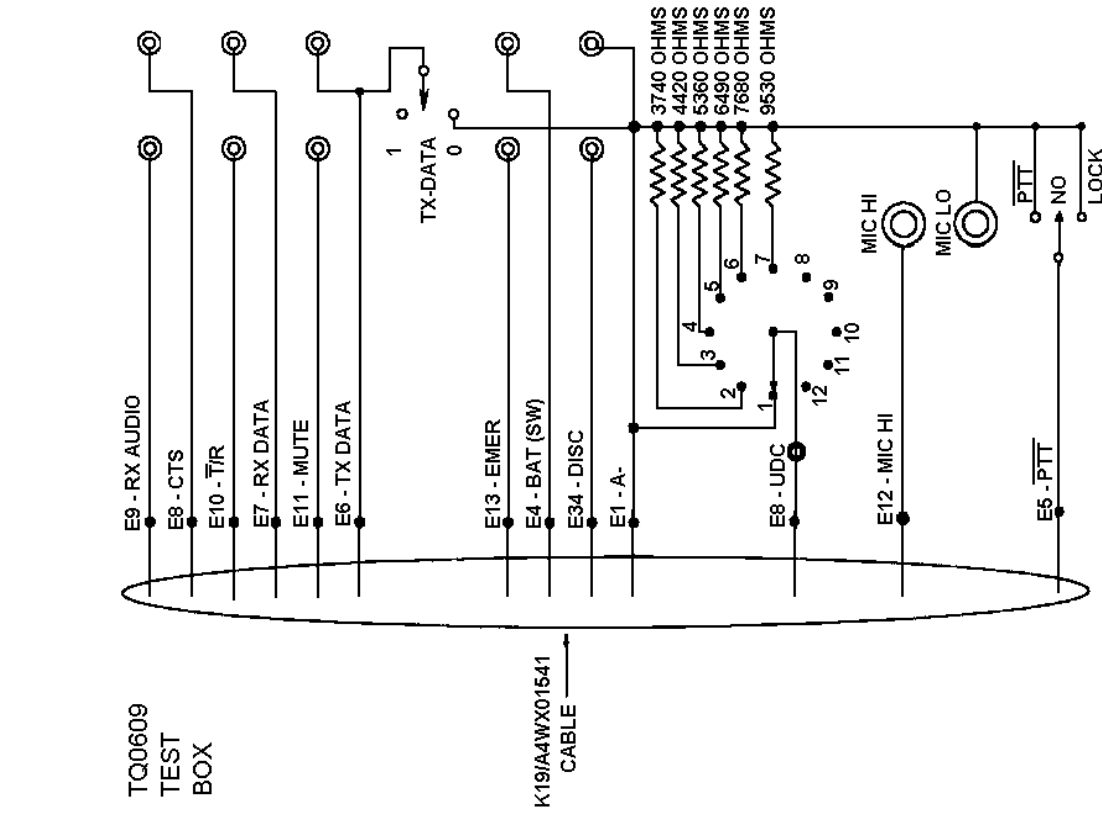 TQ0609
TEST
BOX
K19/A4WX01541
CABLE
E9 - RX AUDIO
E8 - CTS
E10 - T̅/R
E7 - RX DATA
E11 - MUTE
E6 - TX DATA
E13 - EMER
E4 - BAT (SW)
E34 - DISC
E1 - A-
E8 - UDC
E12 - MIC HI
E5 - P̅T̅T̅
1
0
TX-DATA
3740 OHMS
4420 OHMS
5360 OHMS
6490 OHMS
7680 OHMS
9530 OHMS
1
2
3
4
5
6
7
8
9
10
11
12
MIC HI
MIC LO
P̅T̅T̅
NO
LOCK